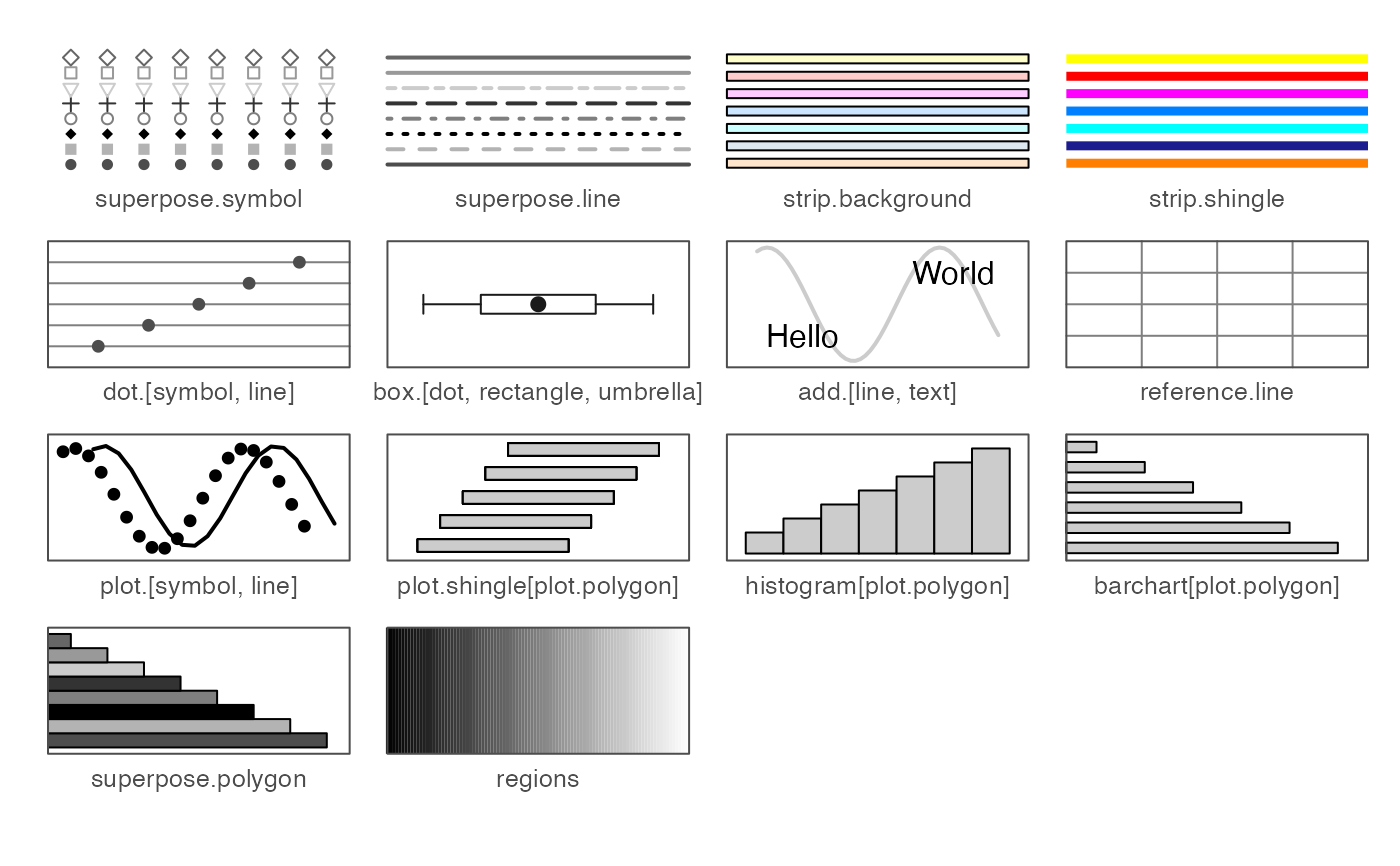 superpose.symbol
superpose.line
strip.background
strip.shingle
World
Hello
dot.[symbol, line]
box.[dot, rectangle, umbrella]
add.[line, text]
reference.line
plot.[symbol, line]
plot.shingle[plot.polygon]
histogram[plot.polygon]
barchart[plot.polygon]
superpose.polygon
regions